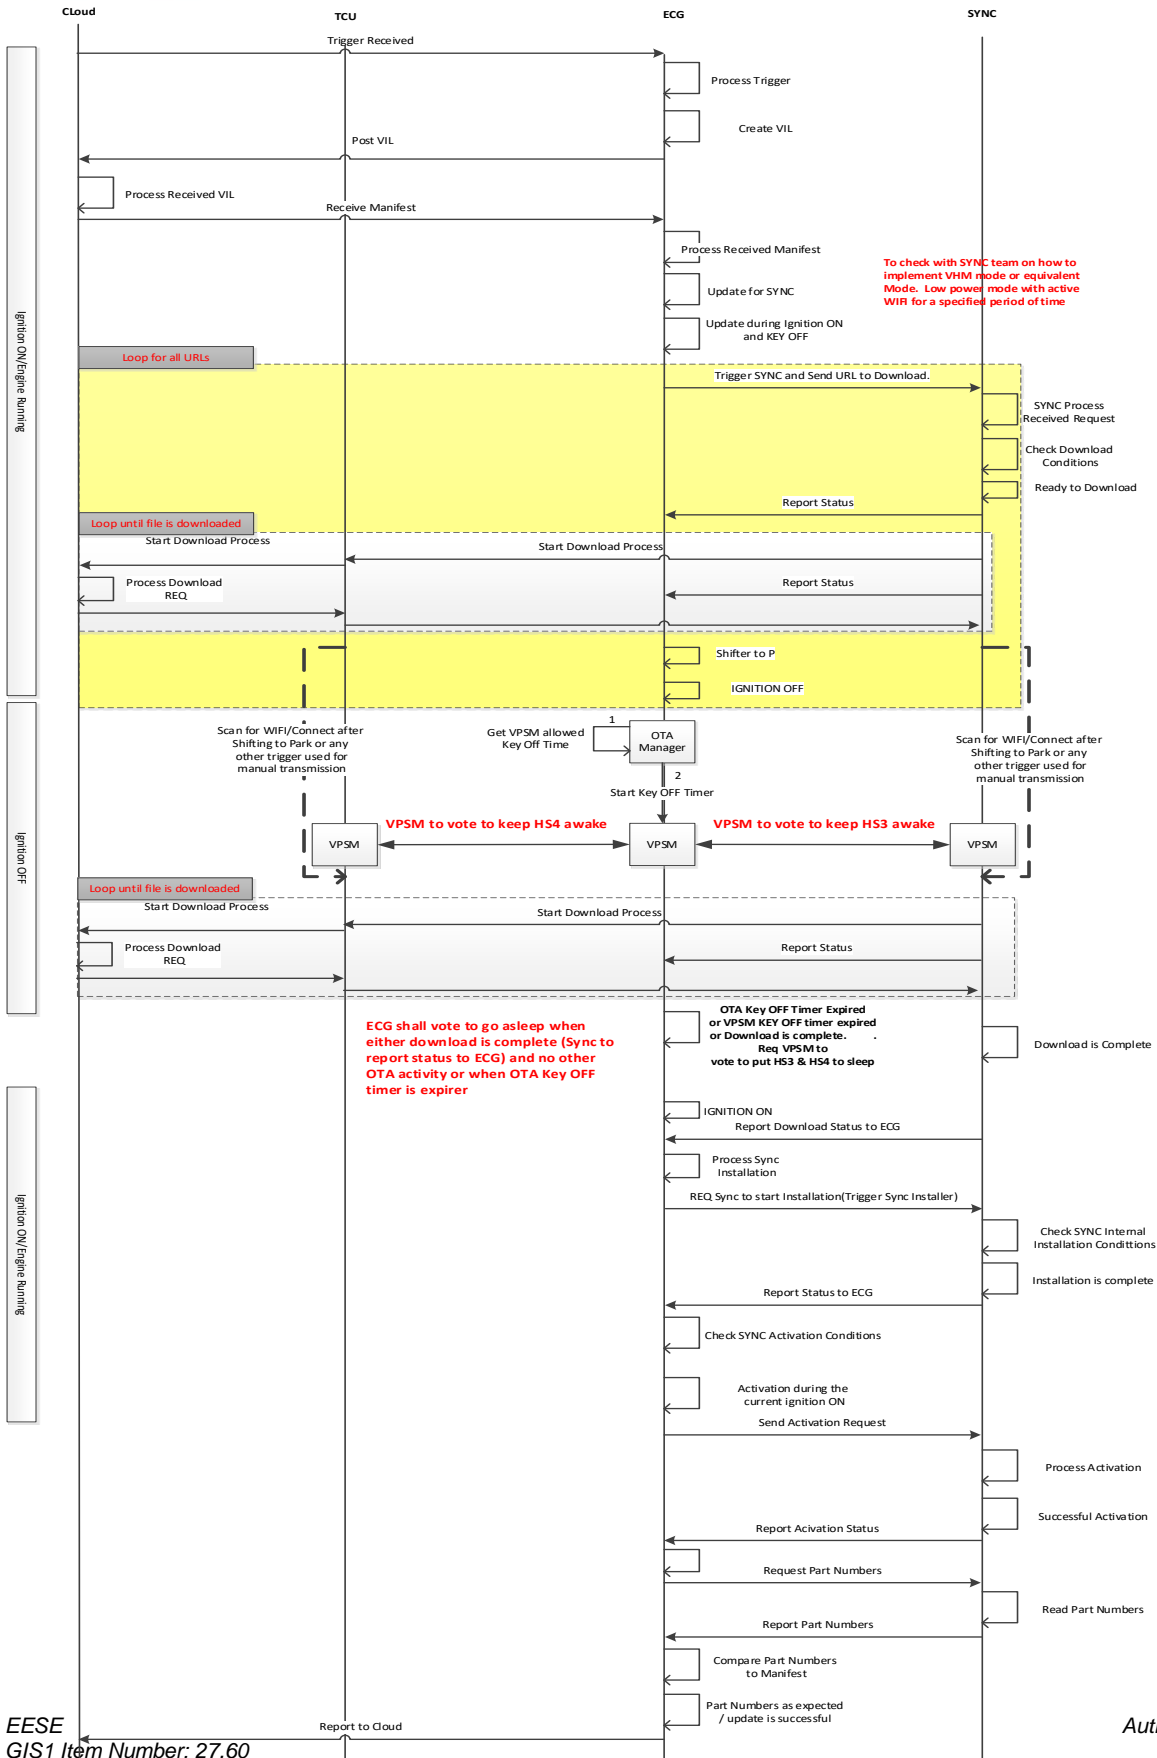 CLoud
TCU
ECG
SYNC
Trigger Received
Process Trigger
Create VIL
Post VIL
Process Received VIL
Receive Manifest
Process Received Manifest
To check with SYNC team on how to
implement VHM mode or equivalent
Mode. Low power mode with active
WIFI for a specified period of time
Update for SYNC
Update during Ignition ON
and KEY OFF
Ignition ON/Engine Running
Loop for all URLs
Trigger SYNC and Send URL to Download.
SYNC Process
Received Request
Check Download
Conditions
Ready to Download
Report Status
Loop until file is downloaded
Start Download Process
Start Download Process
Process Download
REQ
Report Status
Shifter to P
IGNITION OFF
Scan for WIFI/Connect after
Shifting to Park or any
other trigger used for
manual transmission
Get VPSM allowed
Key Off Time
1
OTA
Manager
2
Start Key OFF Timer
Scan for WIFI/Connect after
Shifting to Park or any
other trigger used for
manual transmission
Ignition OFF
VPSM
VPSM to vote to keep HS4 awake
VPSM
VPSM to vote to keep HS3 awake
VPSM
Loop until file is downloaded
Start Download Process
Start Download Process
Process Download
REQ
Report Status
ECG shall vote to go asleep when
either download is complete (Sync to
report status to ECG) and no other
OTA activity or when OTA Key OFF
timer is expirer
OTA Key OFF Timer Expired
or VPSM KEY OFF timer expired
or Download is complete. .
Req VPSM to
vote to put HS3 & HS4 to sleep
Download is Complete
IGNITION ON
Report Download Status to ECG
Process Sync
Installation
Ignition ON/Engine Running
REQ Sync to start Installation(Trigger Sync Installer)
Check SYNC Internal
Installation Condittions
Installation is complete
Report Status to ECG
Check SYNC Activation Conditions
Activation during the
current ignition ON
Send Activation Request
Process Activation
Successful Activation
Report Acivation Status
Request Part Numbers
Read Part Numbers
Report Part Numbers
Compare Part Numbers
to Manifest
Part Numbers as expected
/ update is successful
Report to Cloud
EESE
GIS1 Item Number: 27.60